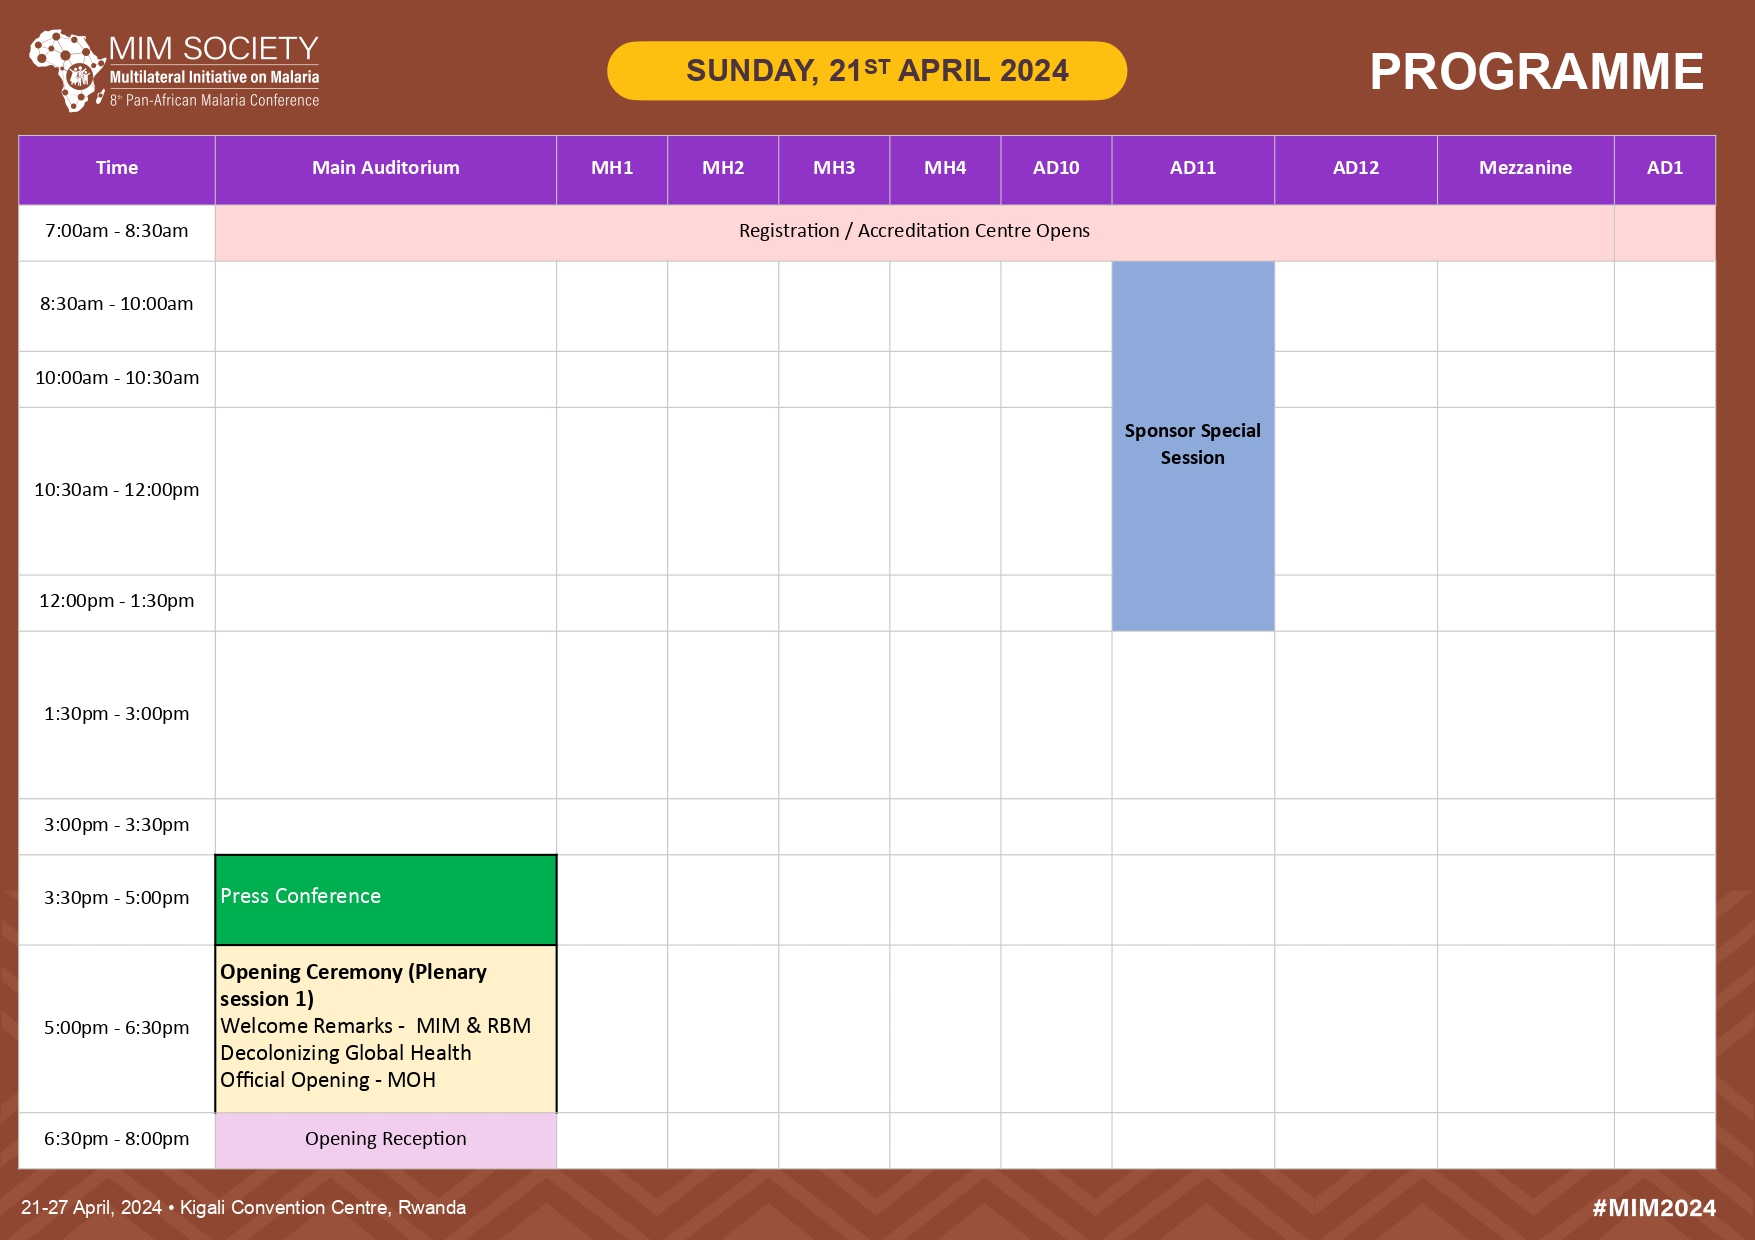 MIM SOCIETY
Multilateral Initiative on Malaria
8th Pan-African Malaria Conference
SUNDAY, 21ST APRIL 2024
PROGRAMME
Time Main Auditorium MH1 MH2 MH3 MH4 AD10 AD11 AD12 Mezzanine AD1
7:00am - 8:30am Registration / Accreditation Centre Opens
8:30am - 10:00am
10:00am - 10:30am
Sponsor Special
Session
10:30am - 12:00pm
12:00pm - 1:30pm
1:30pm - 3:00pm
3:00pm - 3:30pm
3:30pm - 5:00pm Press Conference
5:00pm - 6:30pm
Opening Ceremony (Plenary
session 1)
Welcome Remarks -  MIM & RBM
Decolonizing Global Health
Official Opening - MOH
6:30pm - 8:00pm Opening Reception
21-27 April, 2024 • Kigali Convention Centre, Rwanda
#MIM2024